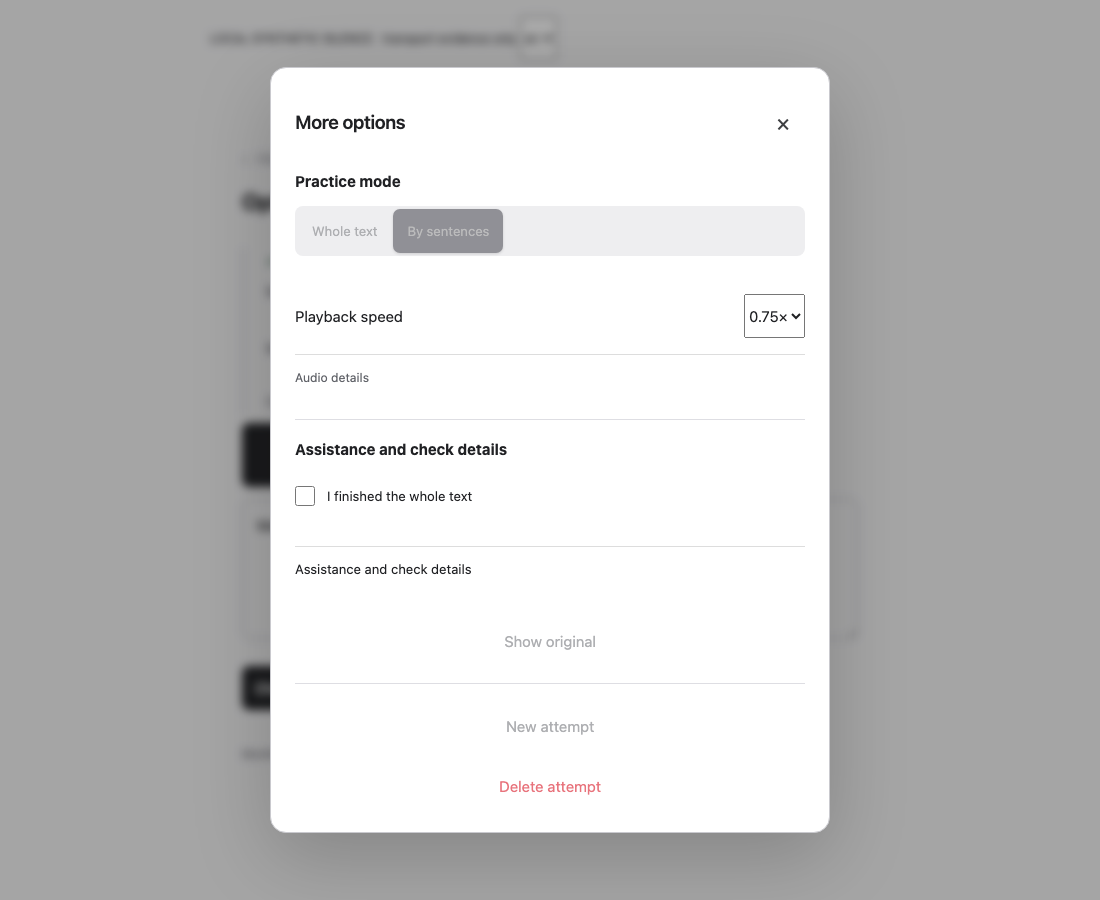 More options
×
Practice mode
Whole text By sentences
Playback speed 0.75×
Audio details
Assistance and check details
I finished the whole text
Assistance and check details
Show original
New attempt
Delete attempt